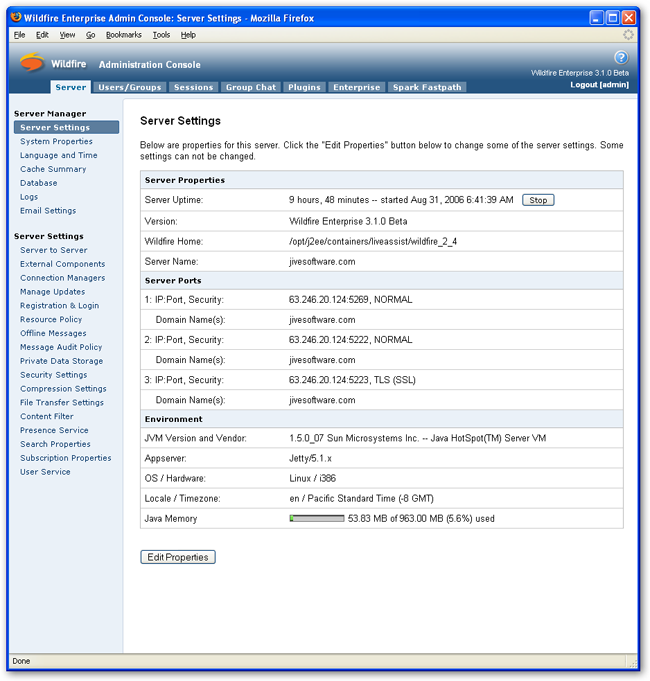 Wildfire Enterprise Admin Console: Server Settings - Mozilla Firefox
File Edit View Go Bookmarks Tools Help
Wildfire Administration Console
?
Wildfire Enterprise 3.1.0 Beta
Logout [admin]
Server Users/Groups Sessions Group Chat Plugins Enterprise Spark Fastpath
Server Manager
Server Settings
System Properties
Language and Time
Cache Summary
Database
Logs
Email Settings
Server Settings
Server to Server
External Components
Connection Managers
Manage Updates
Registration & Login
Resource Policy
Offline Messages
Message Audit Policy
Private Data Storage
Security Settings
Compression Settings
File Transfer Settings
Content Filter
Presence Service
Search Properties
Subscription Properties
User Service
Server Settings
Below are properties for this server. Click the "Edit Properties" button below to change some of the server settings. Some
settings can not be changed.
Server Properties
Server Uptime: 9 hours, 48 minutes -- started Aug 31, 2006 6:41:39 AM Stop
Version: Wildfire Enterprise 3.1.0 Beta
Wildfire Home: /opt/j2ee/containers/liveassist/wildfire_2_4
Server Name: jivesoftware.com
Server Ports
1: IP:Port, Security: 63.246.20.124:5269, NORMAL
Domain Name(s): jivesoftware.com
2: IP:Port, Security: 63.246.20.124:5222, NORMAL
Domain Name(s): jivesoftware.com
3: IP:Port, Security: 63.246.20.124:5223, TLS (SSL)
Domain Name(s): jivesoftware.com
Environment
JVM Version and Vendor: 1.5.0_07 Sun Microsystems Inc. -- Java HotSpot(TM) Server VM
Appserver: Jetty/5.1.x
OS / Hardware: Linux / i386
Locale / Timezone: en / Pacific Standard Time (-8 GMT)
Java Memory 53.83 MB of 963.00 MB (5.6%) used
Edit Properties
Done